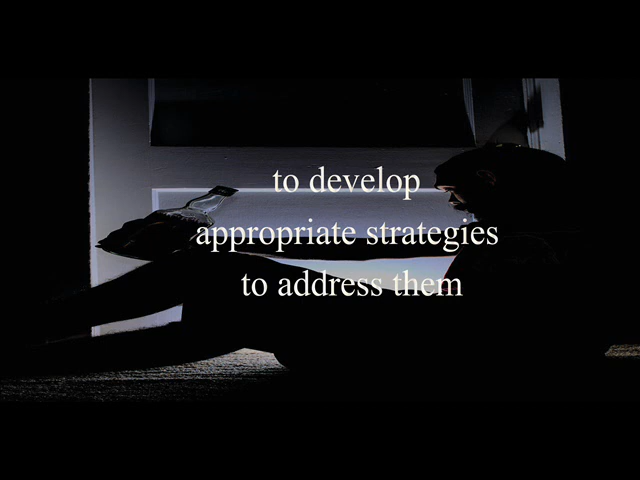 to develop
appropriate strategies
to address them